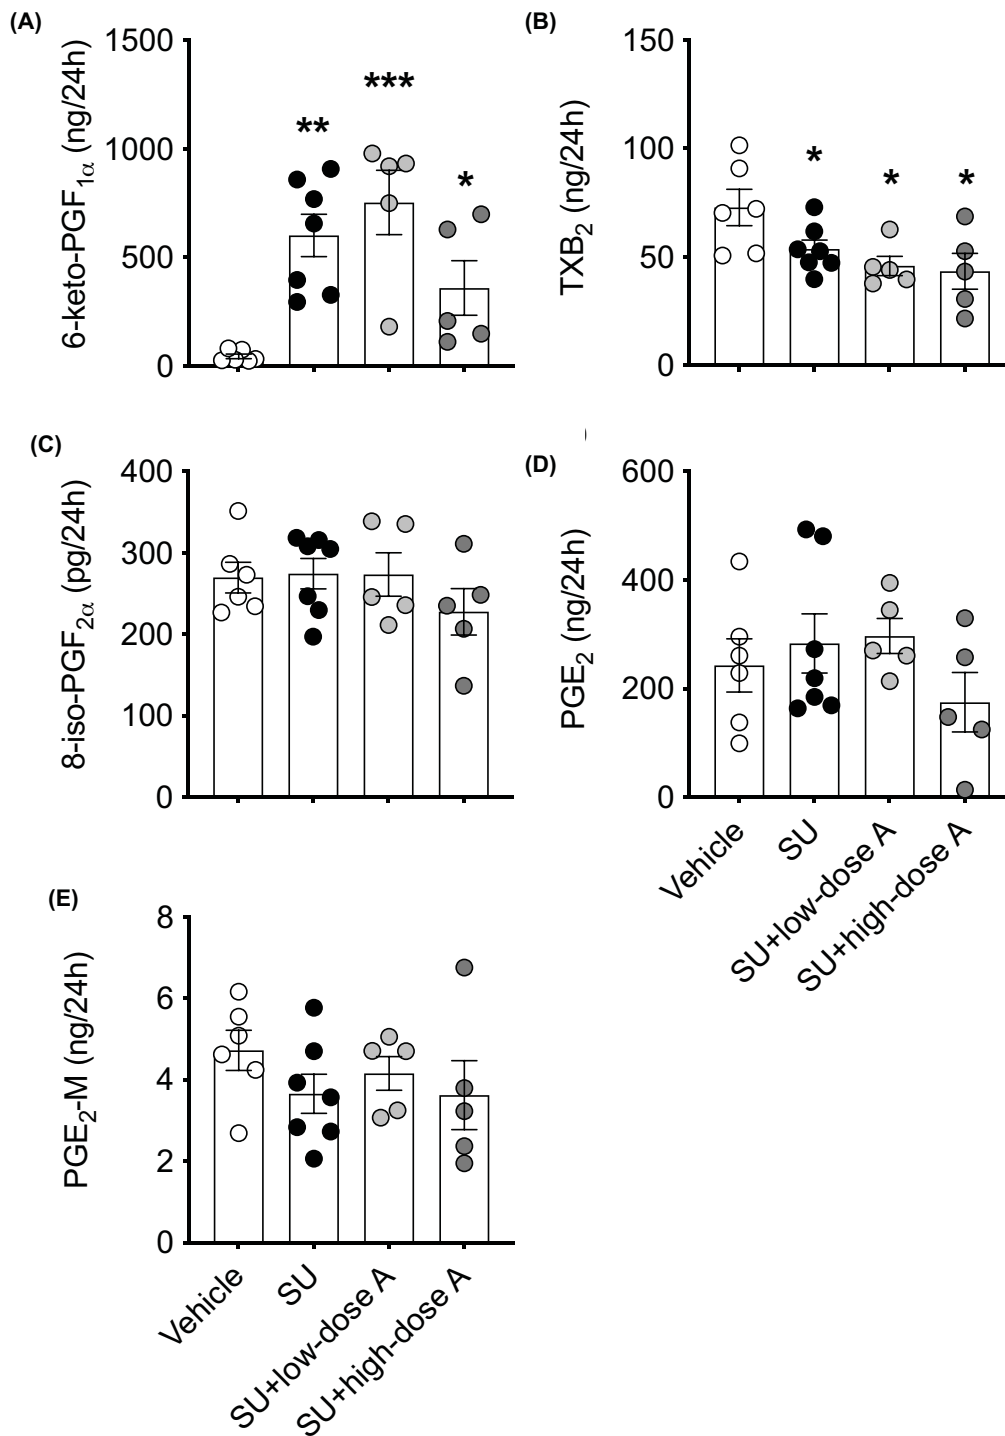 (A)
6-keto-PGF1α (ng/24h)
1500
1000
500
0
**
***
*
(B)
TXB2 (ng/24h)
150
100
50
0
*
*
*
(C)
8-iso-PGF2α (pg/24h)
400
300
200
100
0
)
(D)
PGE2 (ng/24h)
600
400
200
0
Vehicle
SU
SU+low-dose A
SU+high-dose A
(E)
PGE2-M (ng/24h)
8
6
4
2
0
Vehicle
SU
SU+low-dose A
SU+high-dose A